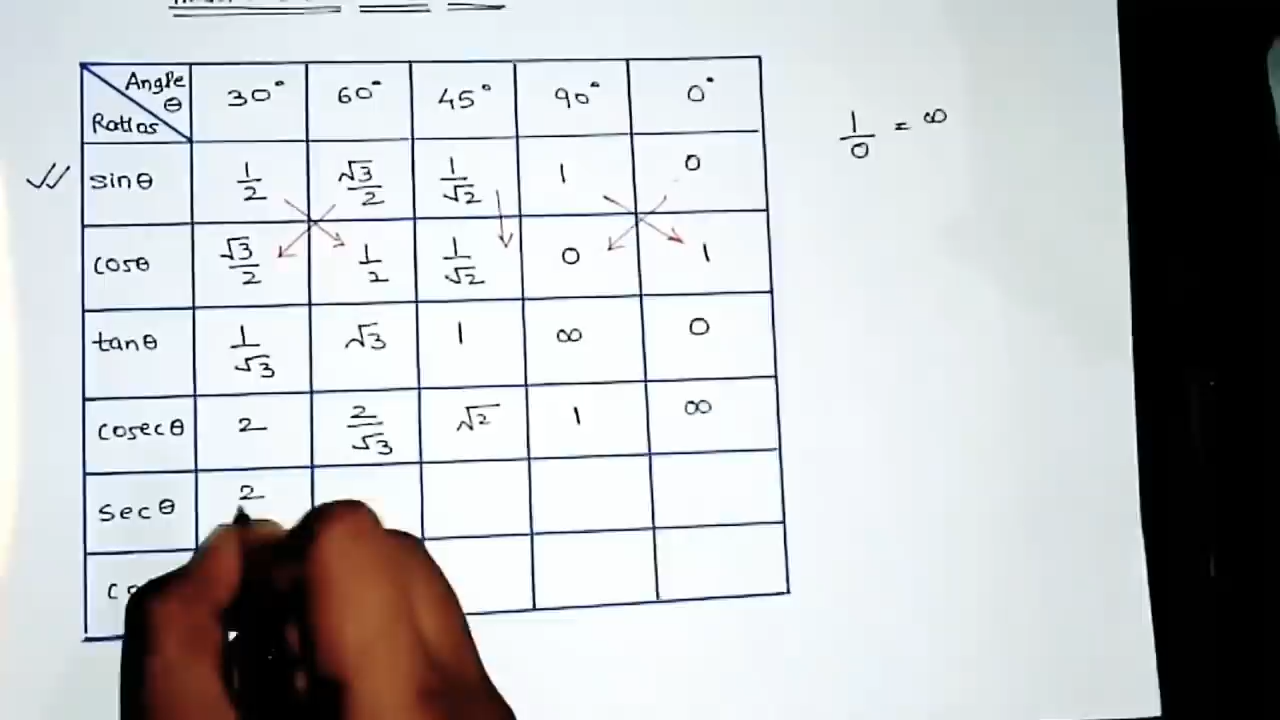 Angle θ Ratios 30° 60° 45° 90° 0°
sinθ 1/2 √3/2 1/√2 1 0
cosθ √3/2 1/2 1/√2 0 1
tanθ 1/√3 √3 1 ∞ 0
cosecθ 2 2/√3 √2 1 ∞
secθ 2
1/0 = ∞